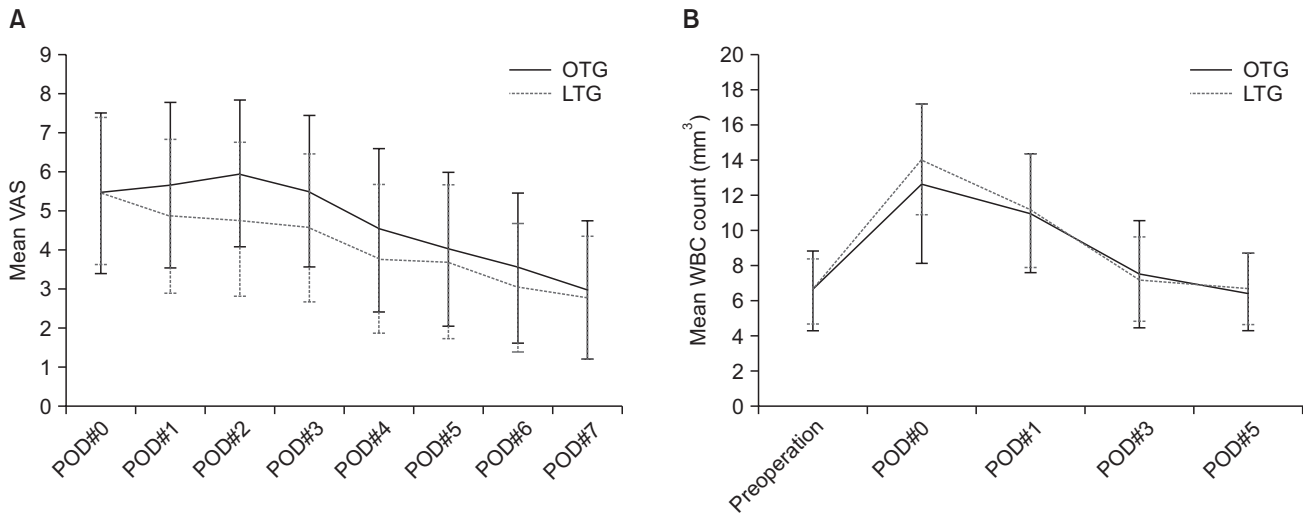 A
Mean VAS
9
8
7
6
5
4
3
2
1
0
OTG
LTG
POD#0
POD#1
POD#2
POD#3
POD#4
POD#5
POD#6
POD#7
B
Mean WBC count (mm³)
20
18
16
14
12
10
8
6
4
2
0
OTG
LTG
Preoperation
POD#0
POD#1
POD#3
POD#5